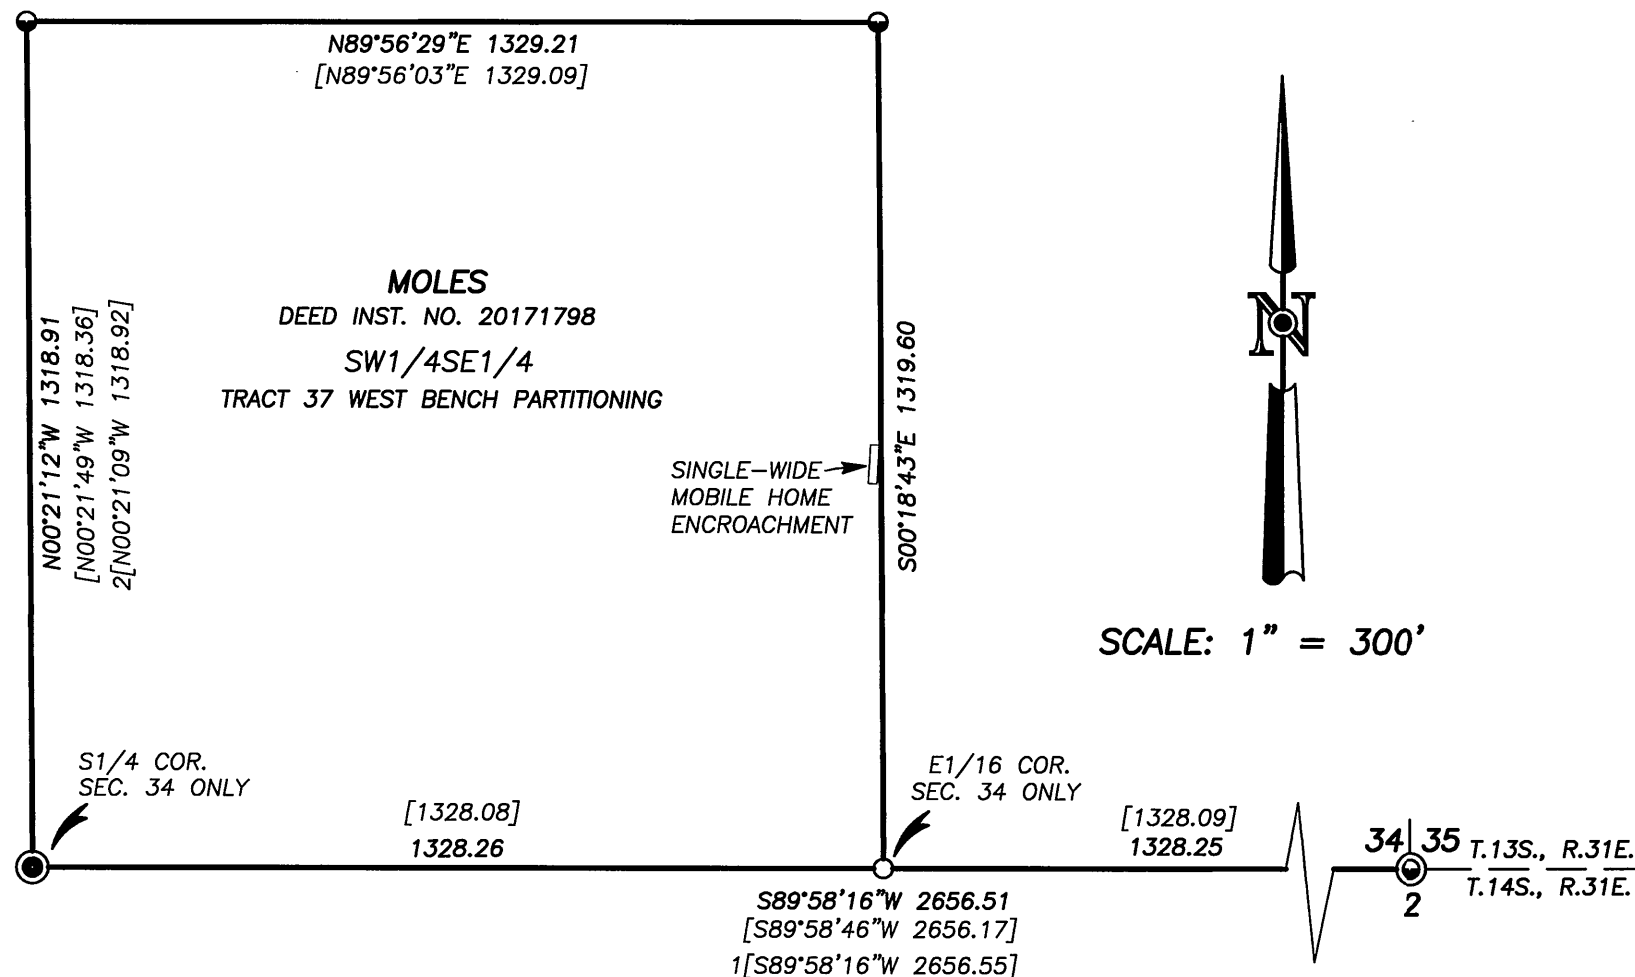 N89°56'29"E 1329.21
[N89°56'03"E 1329.09]
N00°21'12"W 1318.91
[N00°21'49"W 1318.36]
2[N00°21'09"W 1318.92]
MOLES
DEED INST. NO. 20171798
SW1/4SE1/4
TRACT 37 WEST BENCH PARTITIONING
SINGLE-WIDE
MOBILE HOME
ENCROACHMENT
S00°18'43"E 1319.60
N
SCALE: 1" = 300'
S1/4 COR.
SEC. 34 ONLY
[1328.08]
1328.26
E1/16 COR.
SEC. 34 ONLY
[1328.09]
1328.25
34 35
T.13S., R.31E.
T.14S., R.31E.
2
S89°58'16"W 2656.51
[S89°58'46"W 2656.17]
1[S89°58'16"W 2656.55]